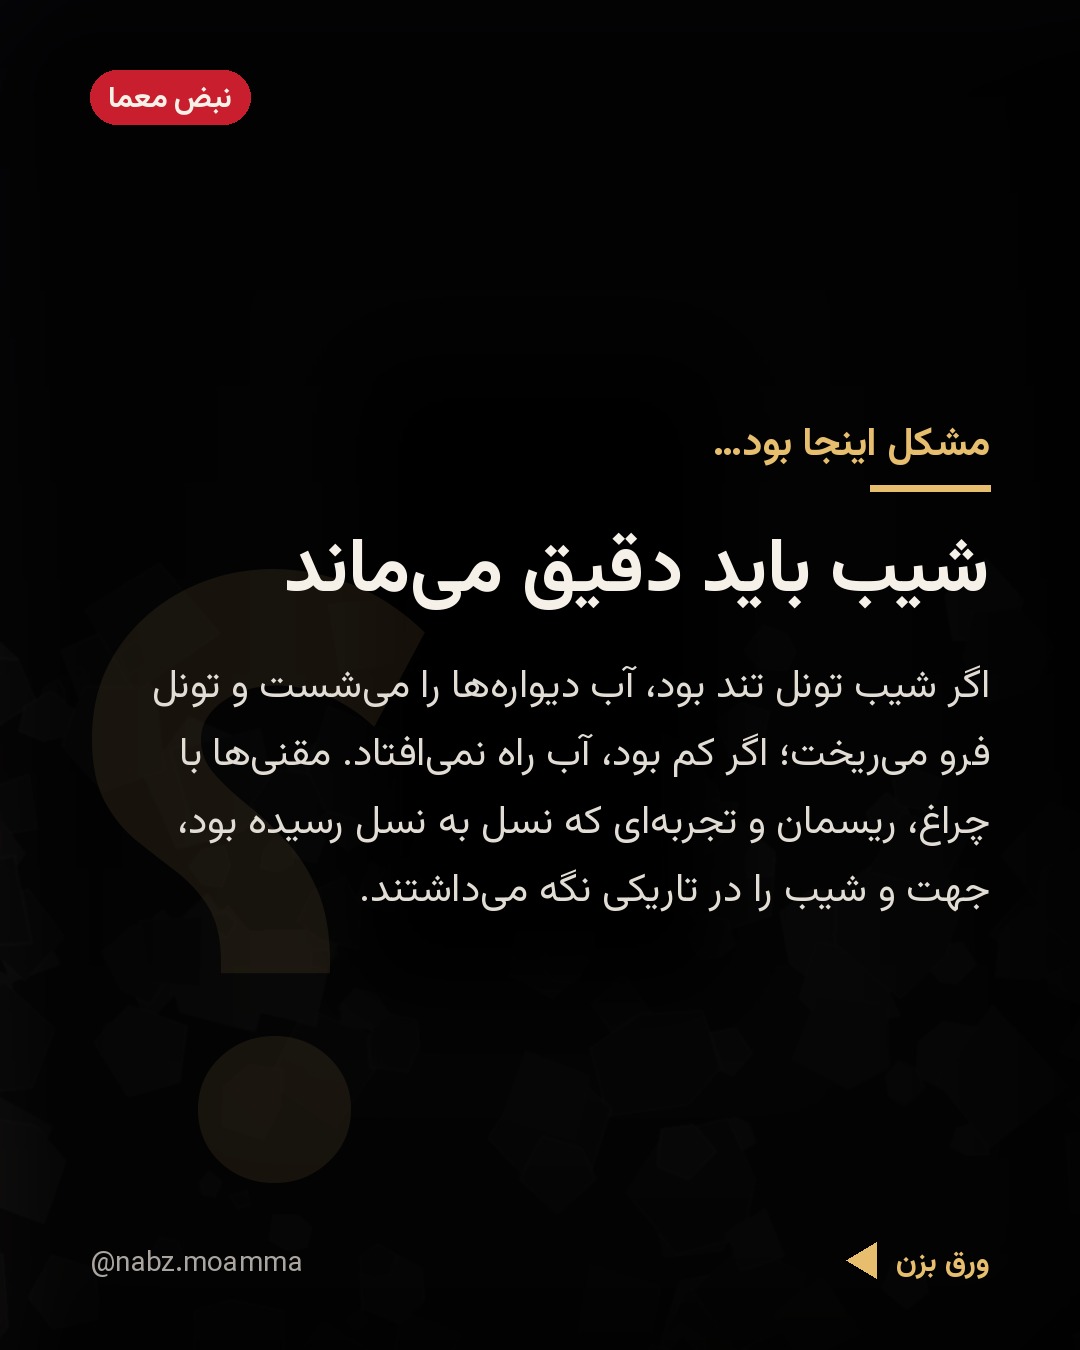 نبض معما
مشکل اینجا بود...
شیب باید دقیق می‌ماند
اگر شیب تونل تند بود، آب دیواره‌ها را می‌شست و تونل
فرو می‌ریخت؛ اگر کم بود، آب راه نمی‌افتاد. مقنی‌ها با
چراغ، ریسمان و تجربه‌ای که نسل به نسل رسیده بود،
جهت و شیب را در تاریکی نگه می‌داشتند.
ورق بزن
@nabz.moamma